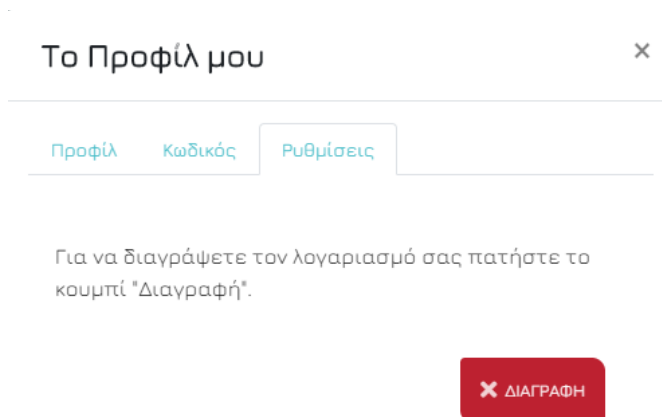 Το Προφίλ μου
×
Προφίλ Κωδικός Ρυθμίσεις
Για να διαγράψετε τον λογαριασμό σας πατήστε το
κουμπί "Διαγραφή".
✖ ΔΙΑΓΡΑΦΗ